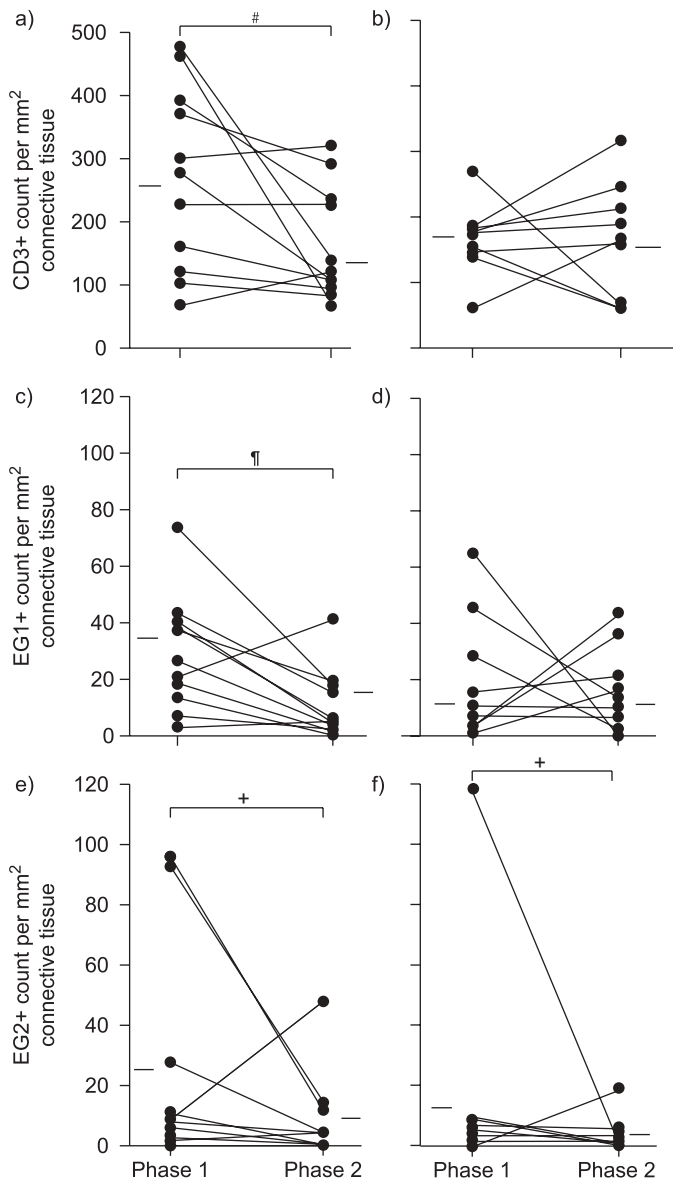 a)
#
b)
500
400
300
200
100
0
CD3+ count per mm²
connective tissue
c)
¶
d)
120
100
80
60
40
20
0
EG1+ count per mm²
connective tissue
e)
+
f)
+
120
100
80
60
40
20
0
EG2+ count per mm²
connective tissue
Phase 1 Phase 2 Phase 1 Phase 2